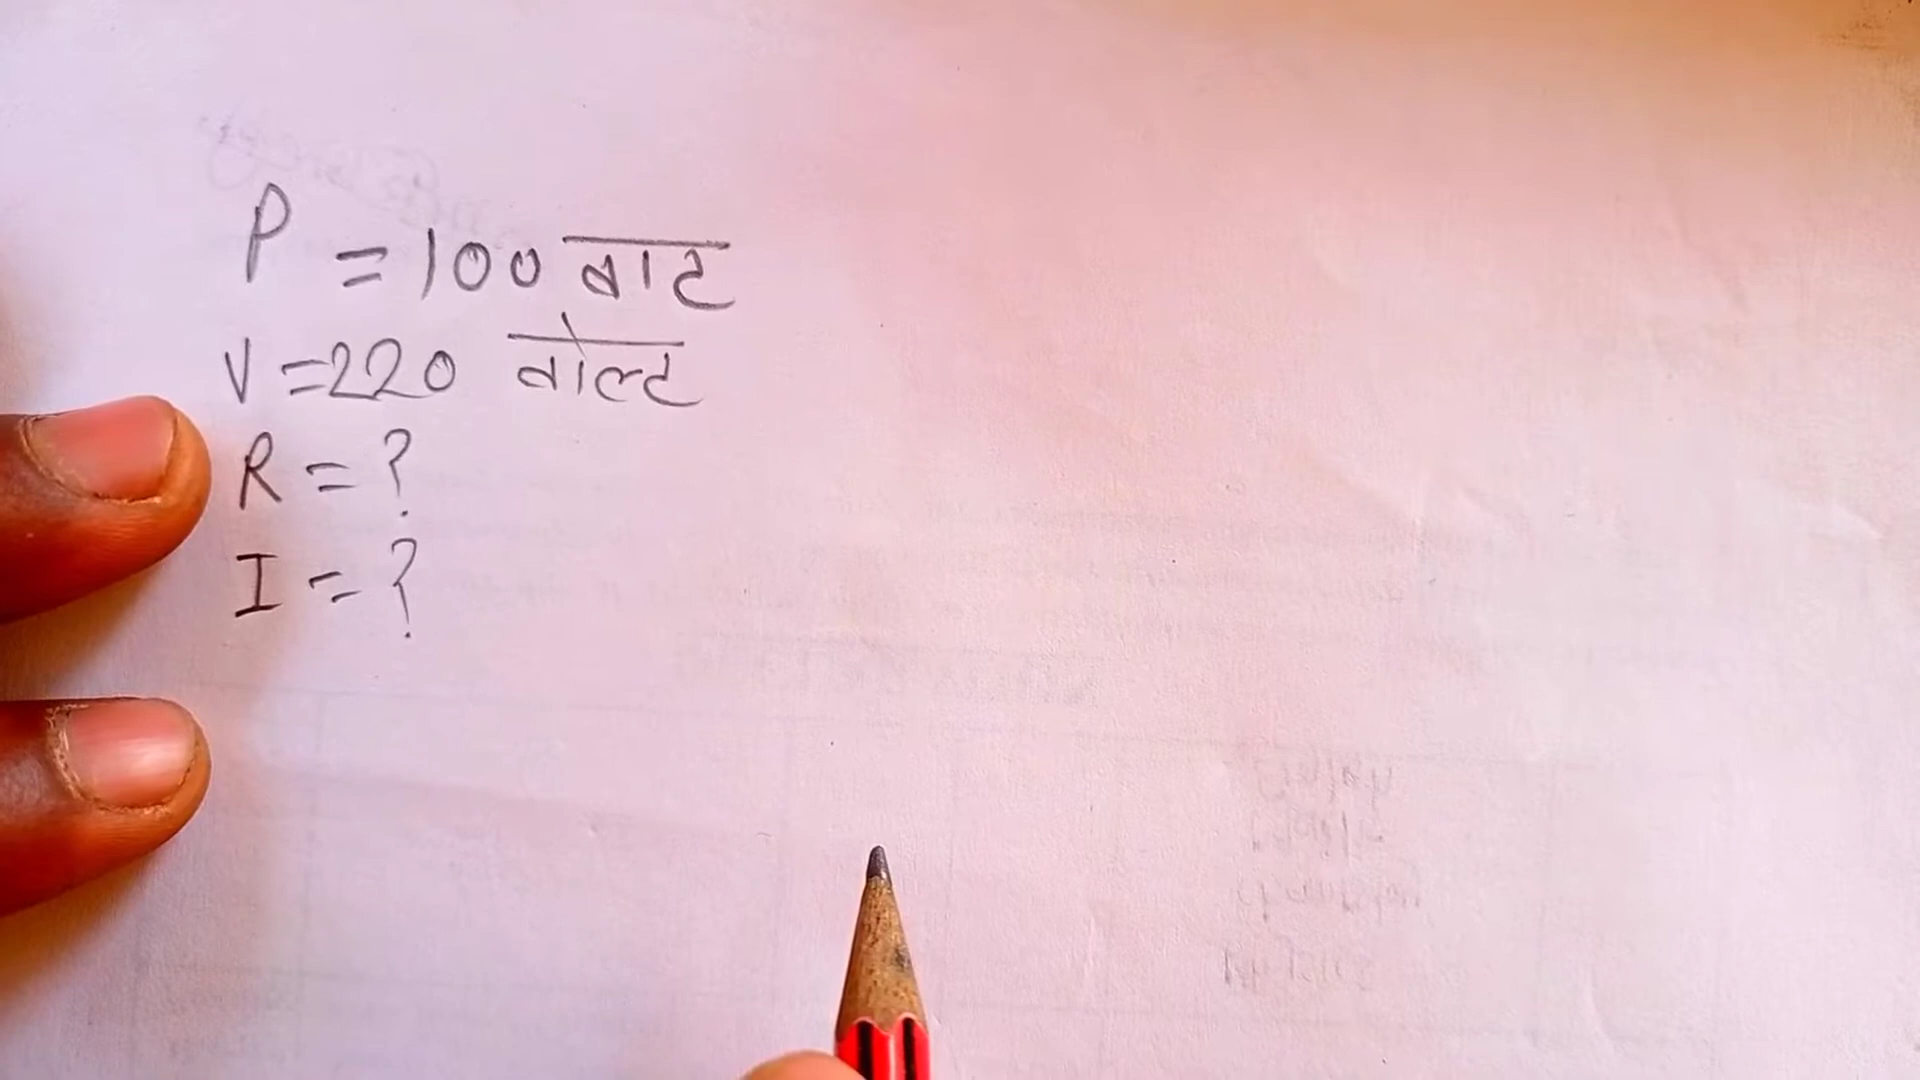 P = 100 वाट
V = 220 वोल्ट
R = ?
I = ?